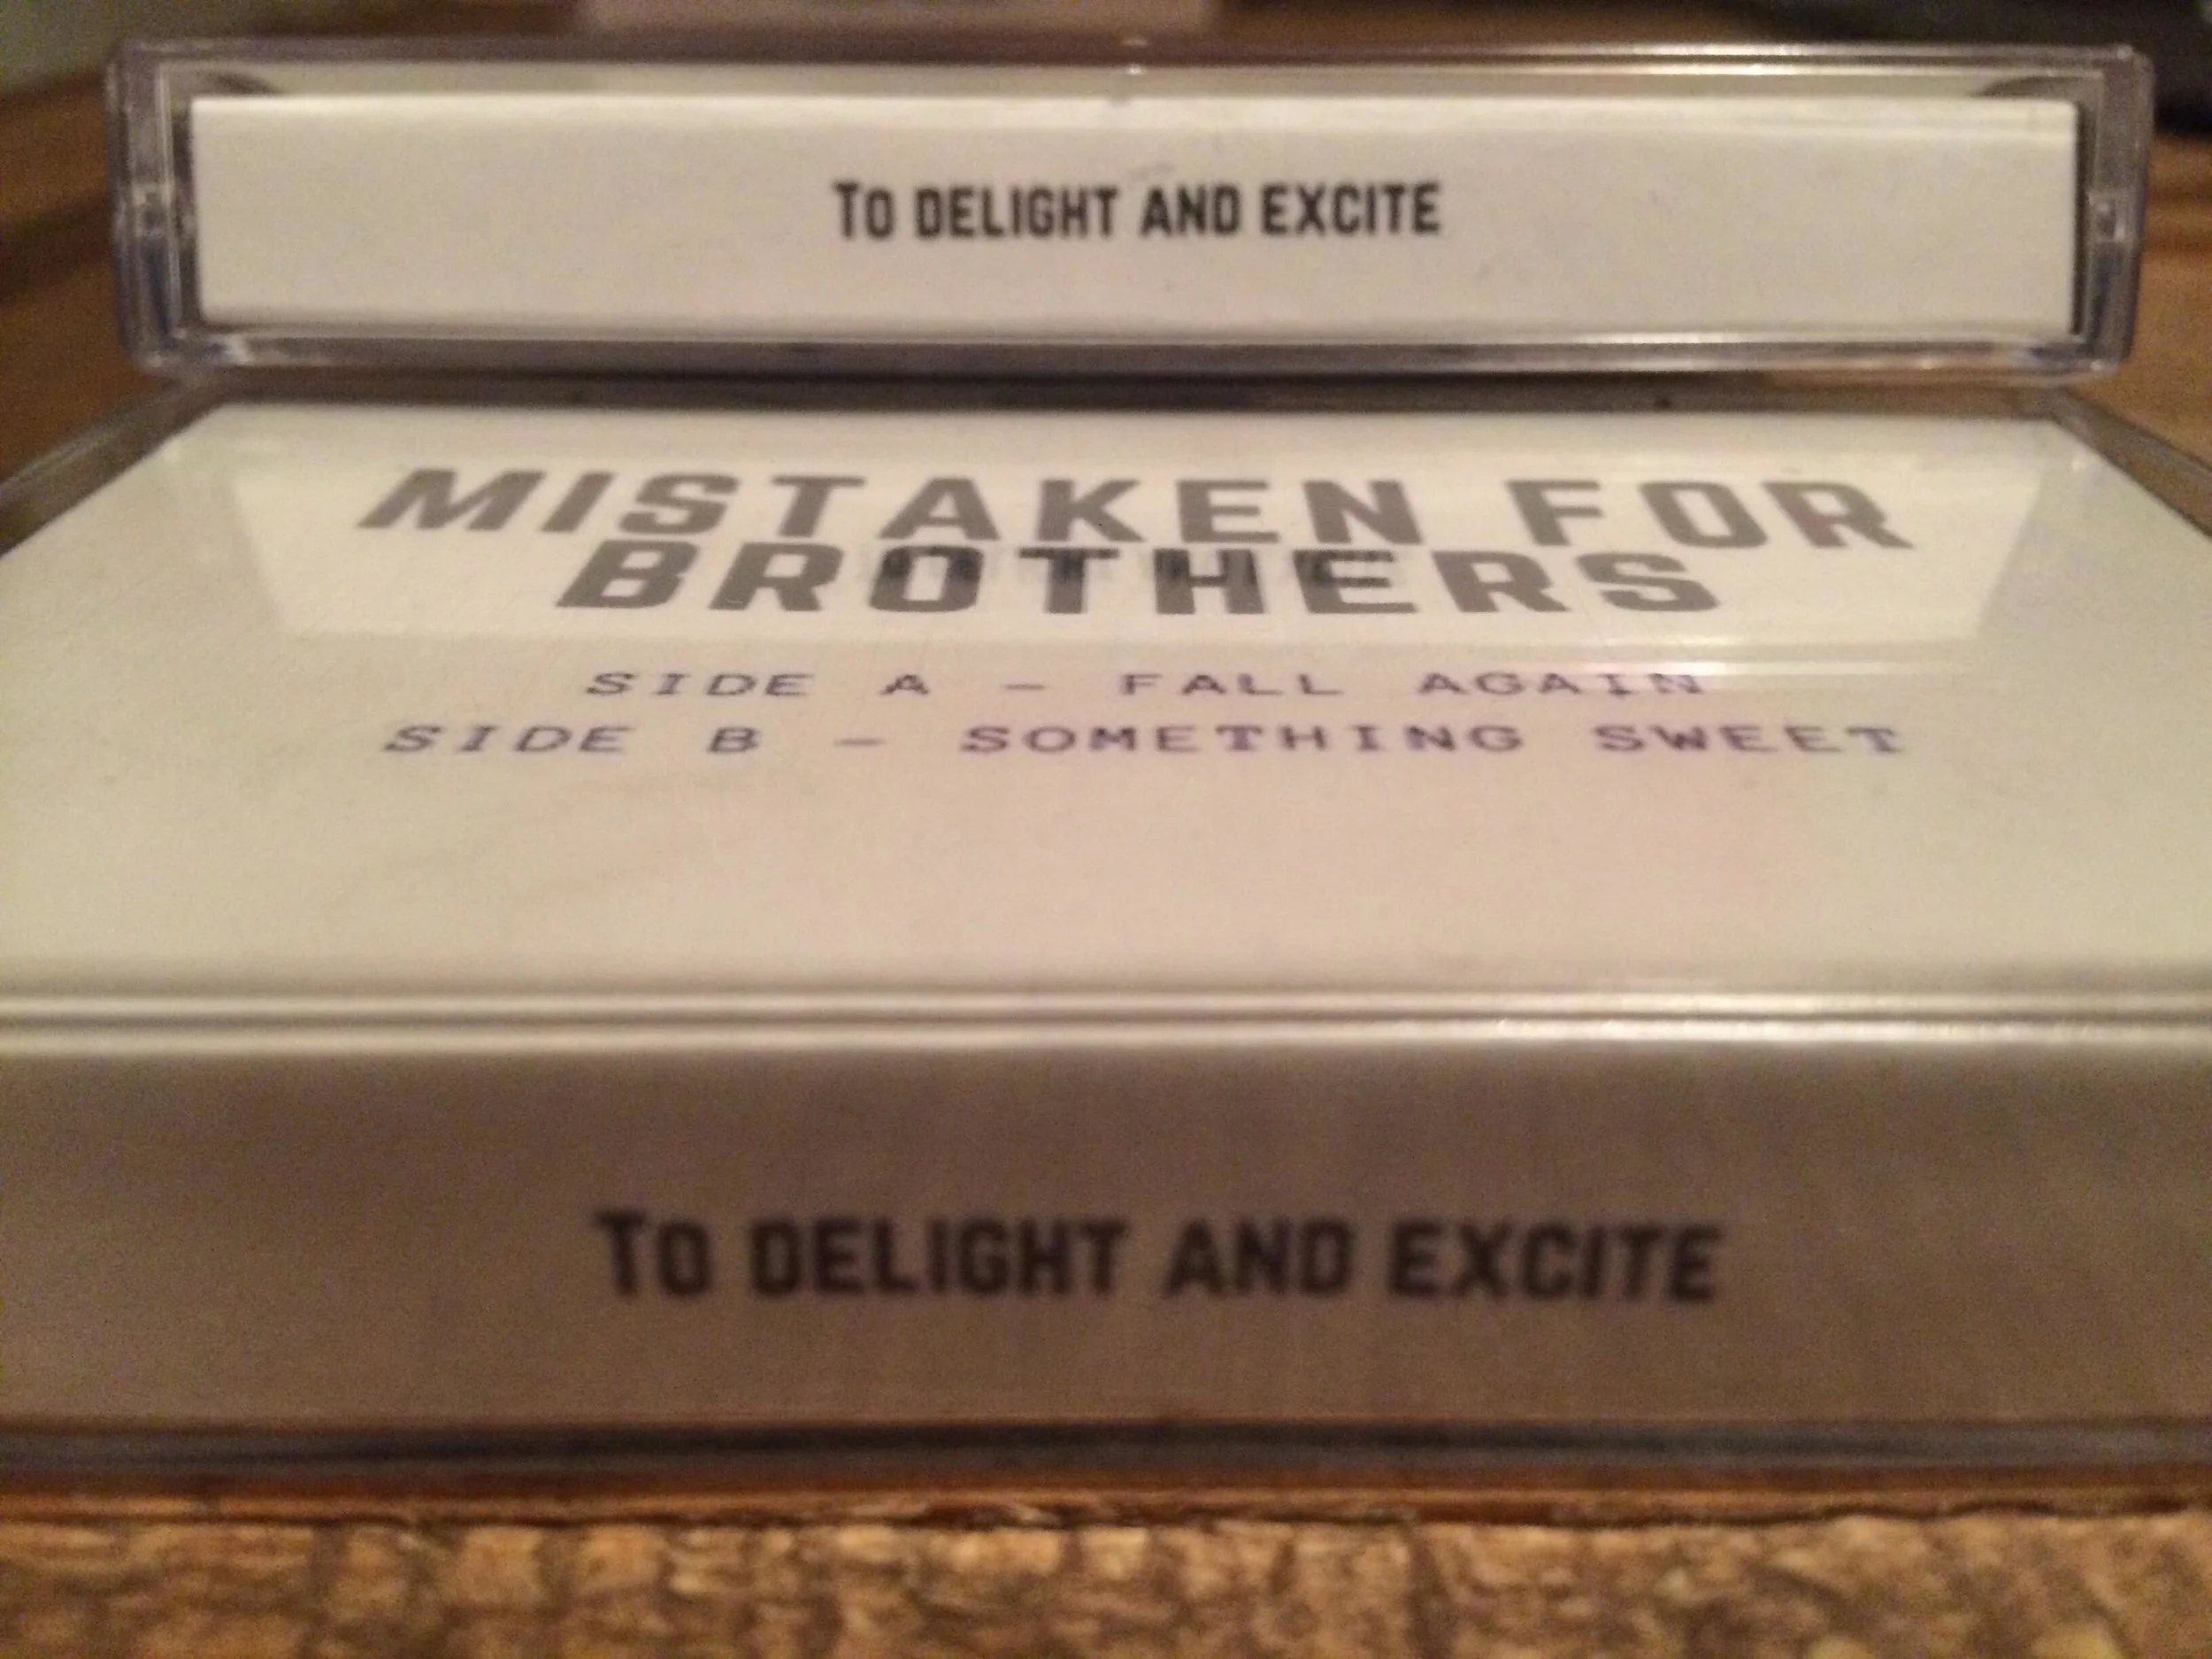 To DELIGHT AND EXCITE
MISTAKEN FOR
BROTHERS
SIDE A - FALL AGAIN
SIDE B - SOMETHING SWEET
To DELIGHT AND EXCITE